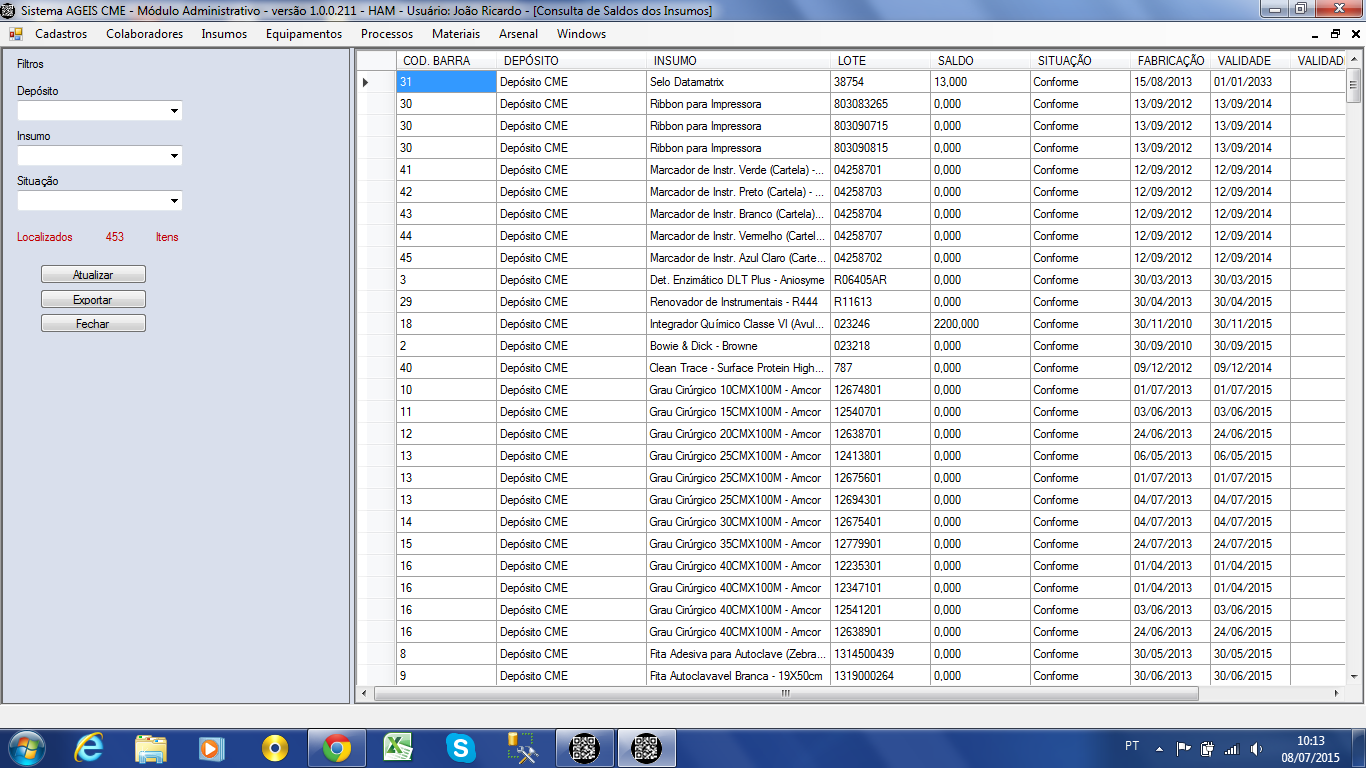 Sistema AGEIS CME - Módulo Administrativo - versão 1.0.0.211 - HAM - Usuário: João Ricardo - [Consulta de Saldos dos Insumos]
Cadastros Colaboradores Insumos Equipamentos Processos Materiais Arsenal Windows
Filtros
Depósito
Insumo
Situação
Localizados 453 Itens
Atualizar
Exportar
Fechar
COD. BARRA DEPÓSITO INSUMO LOTE SALDO SITUAÇÃO FABRICAÇÃO VALIDADE VALIDAD
31 Depósito CME Selo Datamatrix 38754 13,000 Conforme 15/08/2013 01/01/2033
30 Depósito CME Ribbon para Impressora 803083265 0,000 Conforme 13/09/2012 13/09/2014
30 Depósito CME Ribbon para Impressora 803090715 0,000 Conforme 13/09/2012 13/09/2014
30 Depósito CME Ribbon para Impressora 803090815 0,000 Conforme 13/09/2012 13/09/2014
41 Depósito CME Marcador de Instr. Verde (Cartela) -... 04258701 0,000 Conforme 12/09/2012 12/09/2014
42 Depósito CME Marcador de Instr. Preto (Cartela) - ... 04258703 0,000 Conforme 12/09/2012 12/09/2014
43 Depósito CME Marcador de Instr. Branco (Cartela)... 04258704 0,000 Conforme 12/09/2012 12/09/2014
44 Depósito CME Marcador de Instr. Vermelho (Cartel... 04258707 0,000 Conforme 12/09/2012 12/09/2014
45 Depósito CME Marcador de Instr. Azul Claro (Carte... 04258702 0,000 Conforme 12/09/2012 12/09/2014
3 Depósito CME Det. Enzimático DLT Plus - Aniosyme R06405AR 0,000 Conforme 30/03/2013 30/03/2015
29 Depósito CME Renovador de Instrumentais - R444 R11613 0,000 Conforme 30/04/2013 30/04/2015
18 Depósito CME Integrador Químico Classe VI (Avul... 023246 2200,000 Conforme 30/11/2010 30/11/2015
2 Depósito CME Bowie & Dick - Browne 023218 0,000 Conforme 30/09/2010 30/09/2015
40 Depósito CME Clean Trace - Surface Protein High... 787 0,000 Conforme 09/12/2012 09/12/2014
10 Depósito CME Grau Cirúrgico 10CMX100M - Amcor 12674801 0,000 Conforme 01/07/2013 01/07/2015
11 Depósito CME Grau Cirúrgico 15CMX100M - Amcor 12540701 0,000 Conforme 03/06/2013 03/06/2015
12 Depósito CME Grau Cirúrgico 20CMX100M - Amcor 12638701 0,000 Conforme 24/06/2013 24/06/2015
13 Depósito CME Grau Cirúrgico 25CMX100M - Amcor 12413801 0,000 Conforme 06/05/2013 06/05/2015
13 Depósito CME Grau Cirúrgico 25CMX100M - Amcor 12675601 0,000 Conforme 01/07/2013 01/07/2015
13 Depósito CME Grau Cirúrgico 25CMX100M - Amcor 12694301 0,000 Conforme 04/07/2013 04/07/2015
14 Depósito CME Grau Cirúrgico 30CMX100M - Amcor 12675401 0,000 Conforme 04/07/2013 04/07/2015
15 Depósito CME Grau Cirúrgico 35CMX100M - Amcor 12779901 0,000 Conforme 24/07/2013 24/07/2015
16 Depósito CME Grau Cirúrgico 40CMX100M - Amcor 12235301 0,000 Conforme 01/04/2013 01/04/2015
16 Depósito CME Grau Cirúrgico 40CMX100M - Amcor 12347101 0,000 Conforme 01/04/2013 01/04/2015
16 Depósito CME Grau Cirúrgico 40CMX100M - Amcor 12541201 0,000 Conforme 03/06/2013 03/06/2015
16 Depósito CME Grau Cirúrgico 40CMX100M - Amcor 12638901 0,000 Conforme 24/06/2013 24/06/2015
8 Depósito CME Fita Adesiva para Autoclave (Zebra... 1314500439 0,000 Conforme 30/05/2013 30/05/2015
9 Depósito CME Fita Autoclavavel Branca - 19X50cm 1319000264 0,000 Conforme 30/06/2013 30/06/2015
PT
10:13
08/07/2015